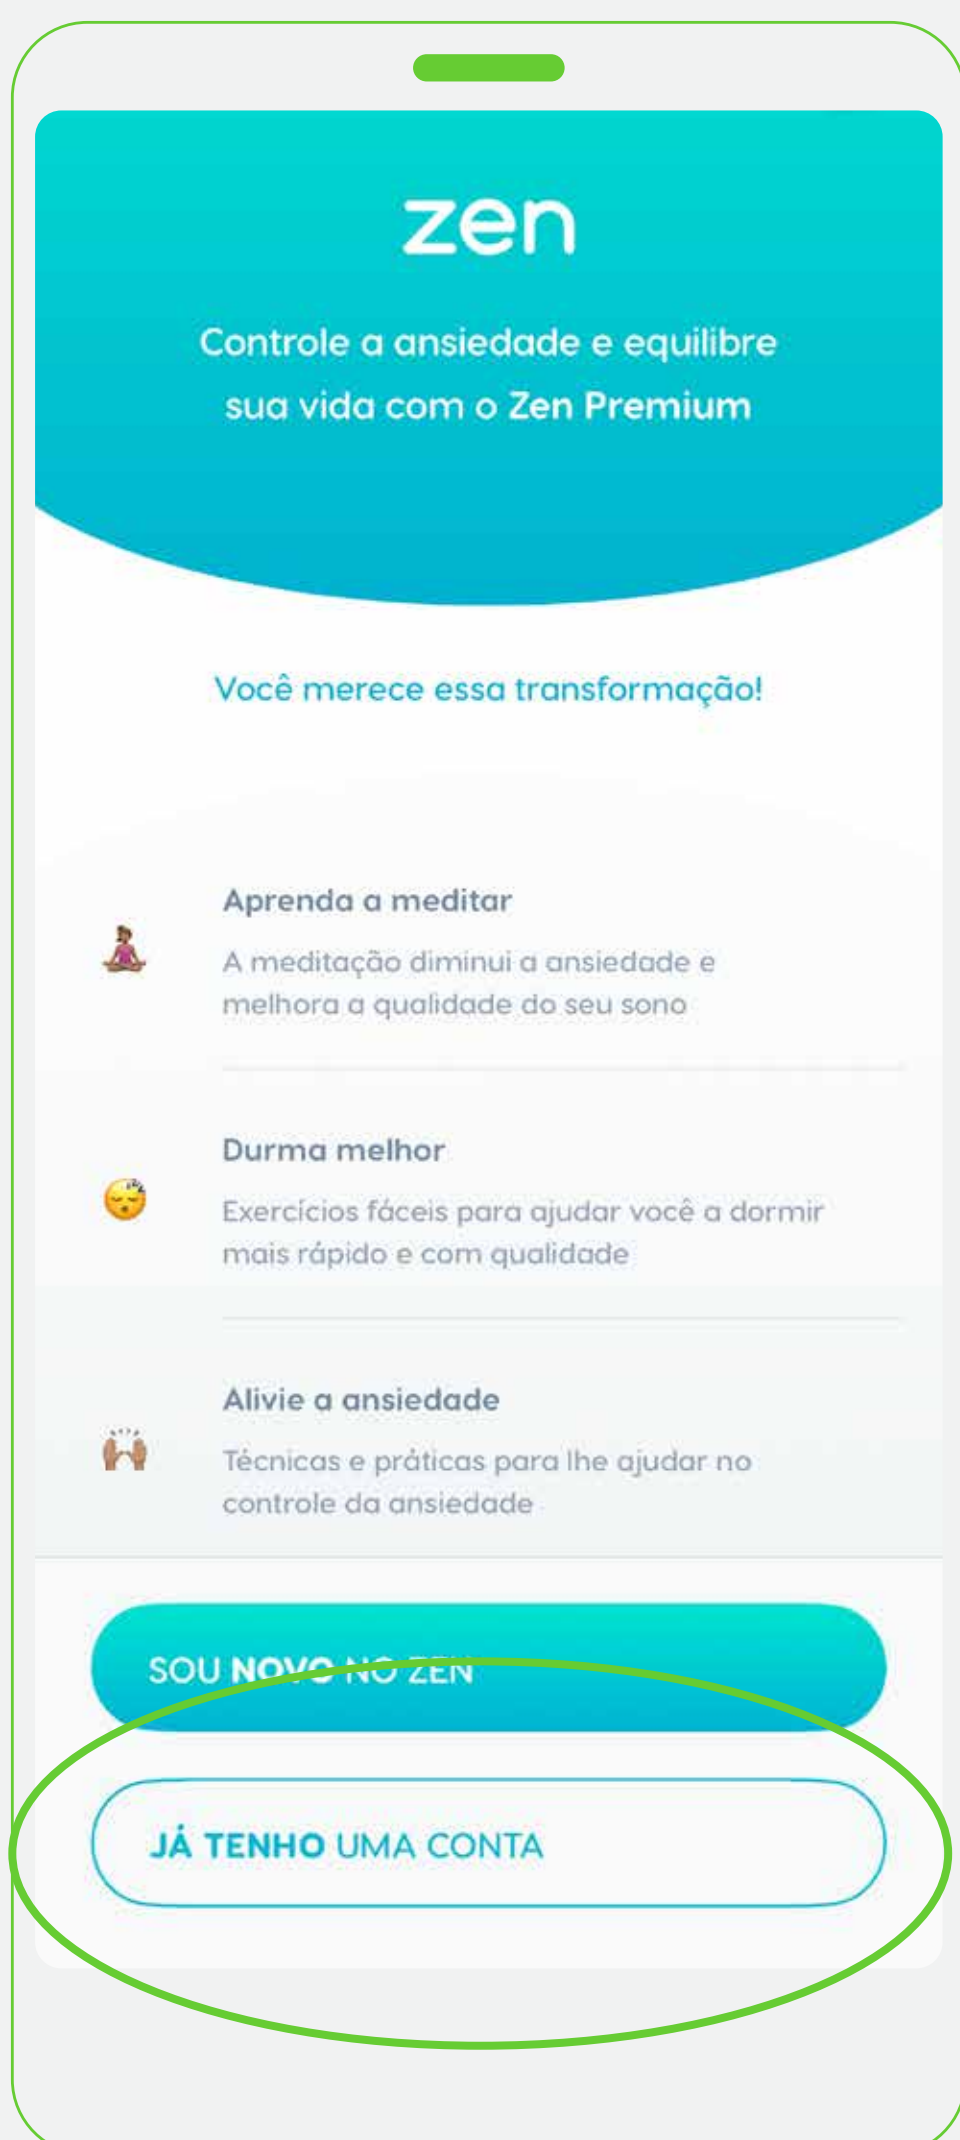 zen
Controle a ansiedade e equilibre
sua vida com o Zen Premium
Você merece essa transformação!
Aprenda a meditar
A meditação diminui a ansiedade e
melhora a qualidade do seu sono
Durma melhor
Exercícios fáceis para ajudar você a dormir
mais rápido e com qualidade
Alivie a ansiedade
Técnicas e práticas para lhe ajudar no
controle da ansiedade
SOU NOVO NO ZEN
JÁ TENHO UMA CONTA